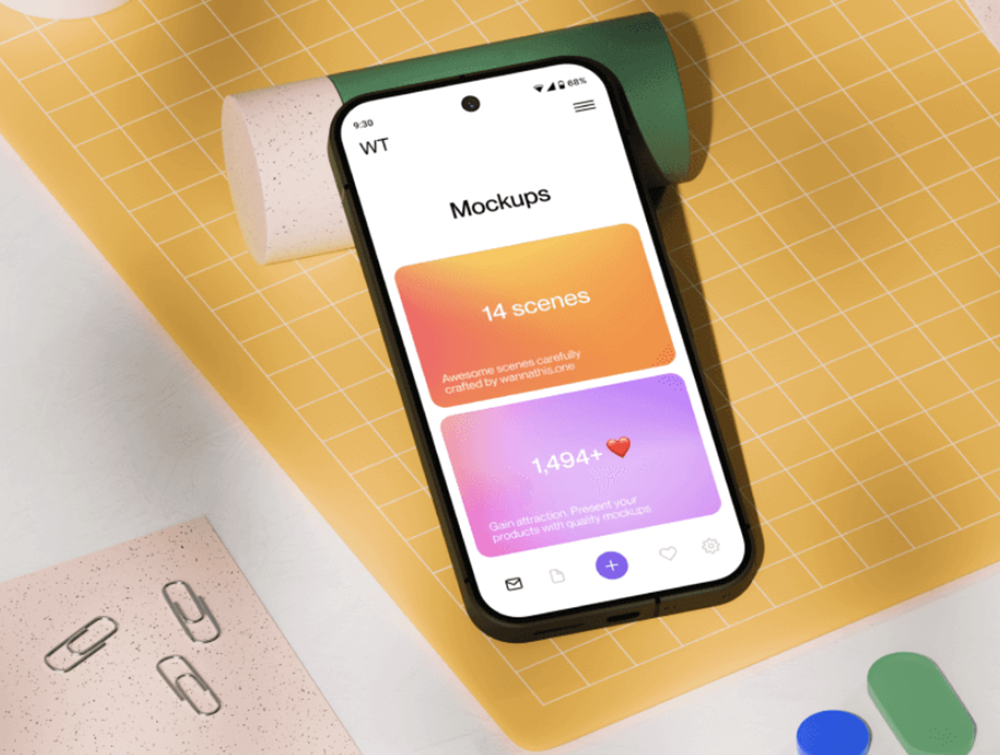 9:30
68%
WT
Mockups
14 scenes
Awesome scenes carefully
crafted by wannathis.one
1,494+ ❤️
Gain attraction. Present your
products with quality mockups